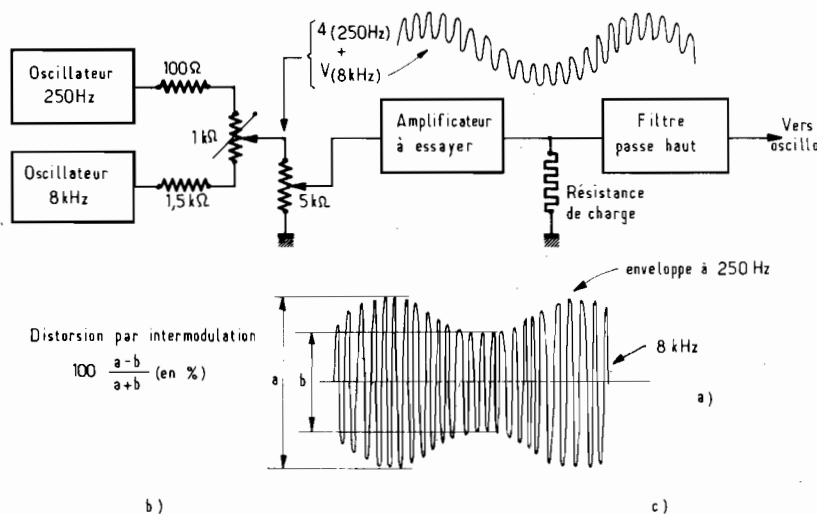 Oscillateur
250Hz
100Ω
1kΩ
Oscillateur
8kHz
1,5kΩ
4 (250Hz)
+
V(8kHz)
5kΩ
Amplificateur
à essayer
Filtre
passe haut
Vers
oscillo
Résistance
de charge
Distorsion par intermodulation
100 a-b/a+b (en %)
a
b
enveloppe à 250 Hz
8 kHz
a)
b)
c)